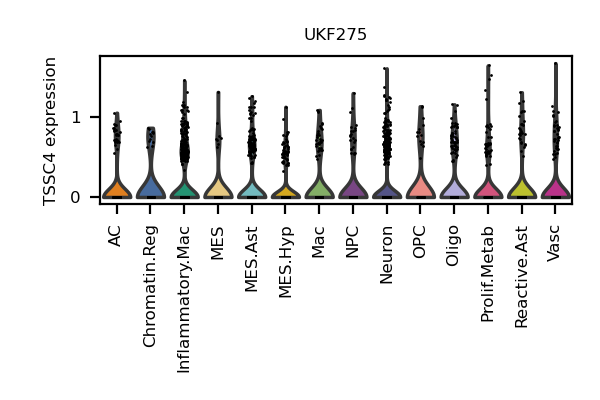 UKF275
TSSC4 expression
1
0
AC
Chromatin.Reg
Inflammatory.Mac
MES
MES.Ast
MES.Hyp
Mac
NPC
Neuron
OPC
Oligo
Prolif.Metab
Reactive.Ast
Vasc